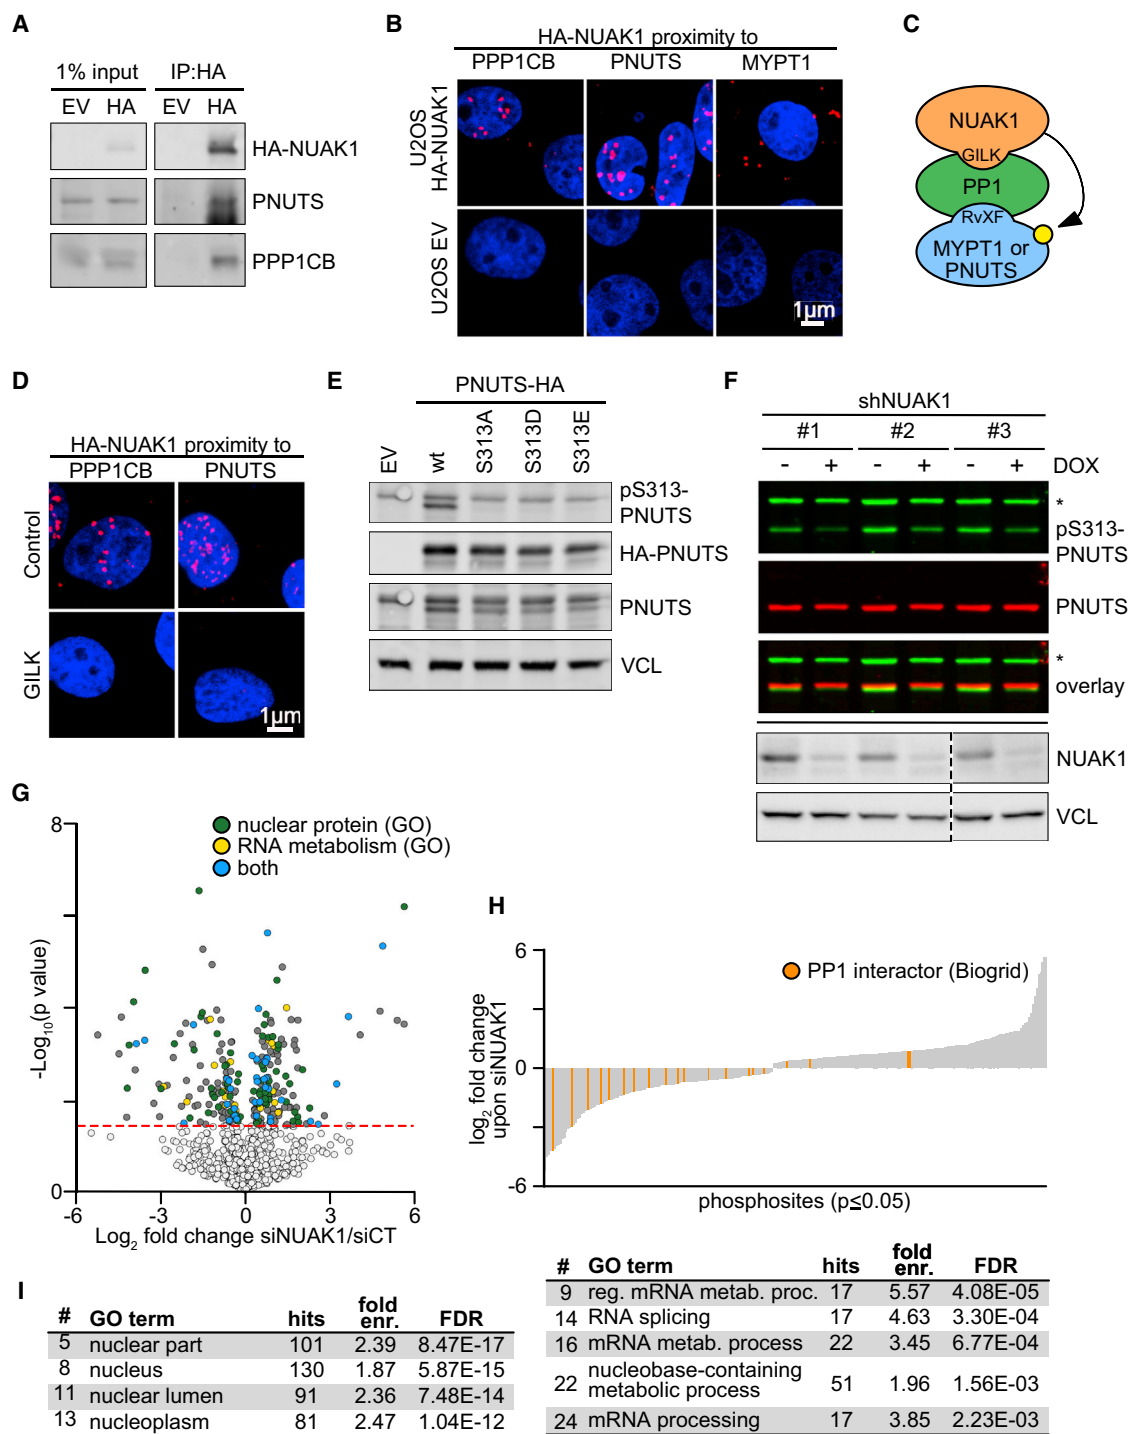 A
1% input
IP:HA
EV
HA
EV
HA
HA-NUAK1
PNUTS
PPP1CB
B
HA-NUAK1 proximity to
PPP1CB
PNUTS
MYPT1
U2OS
HA-NUAK1
U2OS EV
1µm
C
NUAK1
GILK
PP1
RvXF
MYPT1 or
PNUTS
D
HA-NUAK1 proximity to
PPP1CB
PNUTS
Control
GILK
1µm
E
PNUTS-HA
EV
wt
S313A
S313D
S313E
pS313-
PNUTS
HA-PNUTS
PNUTS
VCL
F
shNUAK1
#1
#2
#3
- + - + - + DOX
*
pS313-
PNUTS
PNUTS
*
overlay
NUAK1
VCL
G
nuclear protein (GO)
RNA metabolism (GO)
both
8
0
-Log10(p value)
-6 -3 0 3 6
Log2 fold change siNUAK1/siCT
H
PP1 interactor (Biogrid)
6
0
-6
log2 fold change
upon siNUAK1
phosphosites (p≤0.05)
I
# GO term hits fold enr. FDR
5 nuclear part 101 2.39 8.47E-17
8 nucleus 130 1.87 5.87E-15
11 nuclear lumen 91 2.36 7.48E-14
13 nucleoplasm 81 2.47 1.04E-12
# GO term hits fold enr. FDR
9 reg. mRNA metab. proc. 17 5.57 4.08E-05
14 RNA splicing 17 4.63 3.30E-04
16 mRNA metab. process 22 3.45 6.77E-04
22 nucleobase-containing metabolic process 51 1.96 1.56E-03
24 mRNA processing 17 3.85 2.23E-03